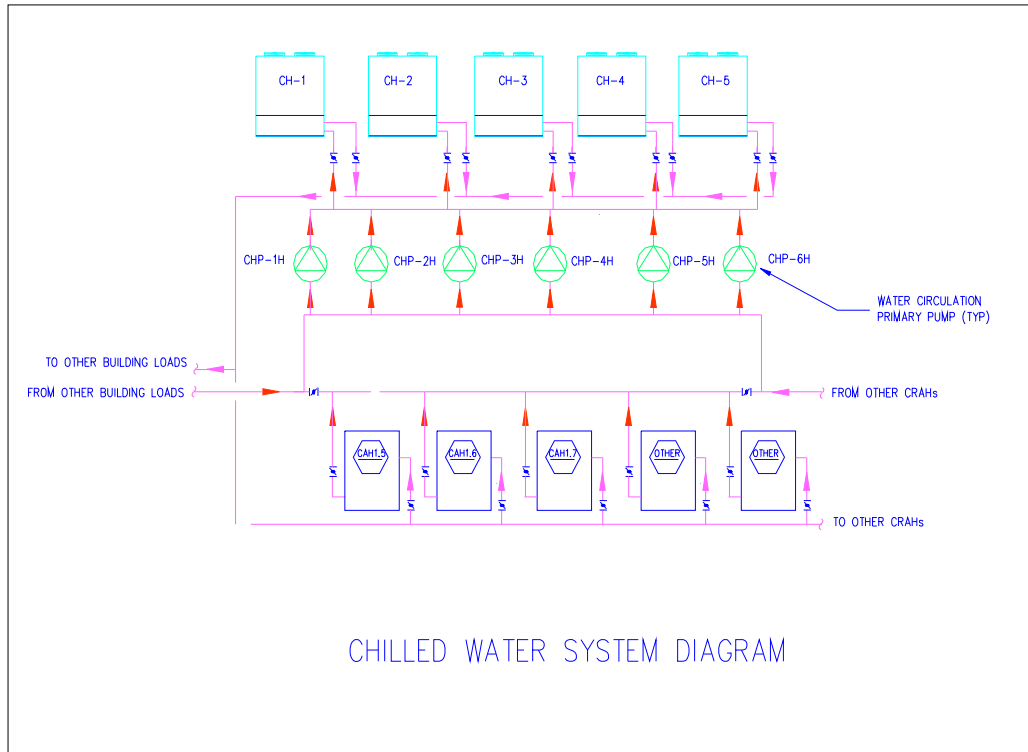 CH-1
CH-2
CH-3
CH-4
CH-5
CHP-1H
CHP-2H
CHP-3H
CHP-4H
CHP-5H
CHP-6H
WATER CIRCULATION
PRIMARY PUMP (TYP)
TO OTHER BUILDING LOADS
FROM OTHER BUILDING LOADS
FROM OTHER CRAHs
CAH1.5
CAH1.6
CAH1.7
OTHER
OTHER
TO OTHER CRAHs
CHILLED WATER SYSTEM DIAGRAM